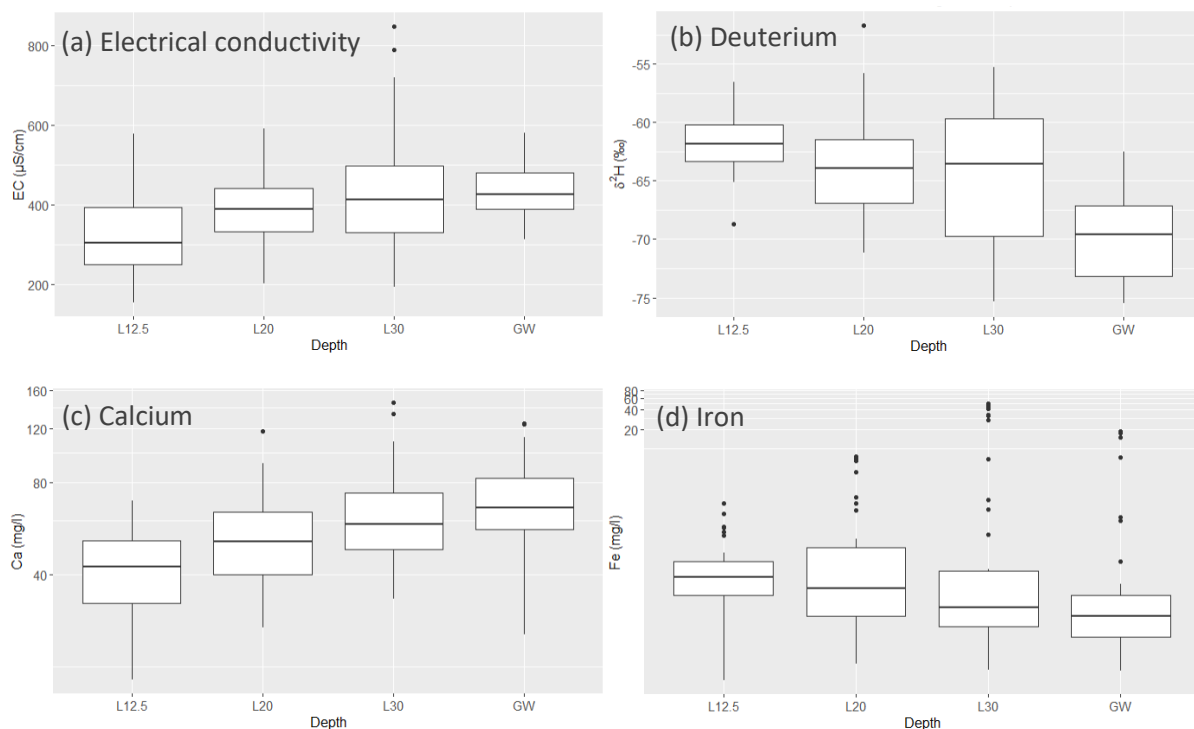 (a) Electrical conductivity
800
600
400
200
EC (µS/cm)
L12.5 L20 L30 GW
Depth
(b) Deuterium
-55
-60
-65
-70
-75
δ²H (‰)
L12.5 L20 L30 GW
Depth
(c) Calcium
160
120
80
40
Ca (mg/l)
L12.5 L20 L30 GW
Depth
(d) Iron
80
60
40
20
Fe (mg/l)
L12.5 L20 L30 GW
Depth